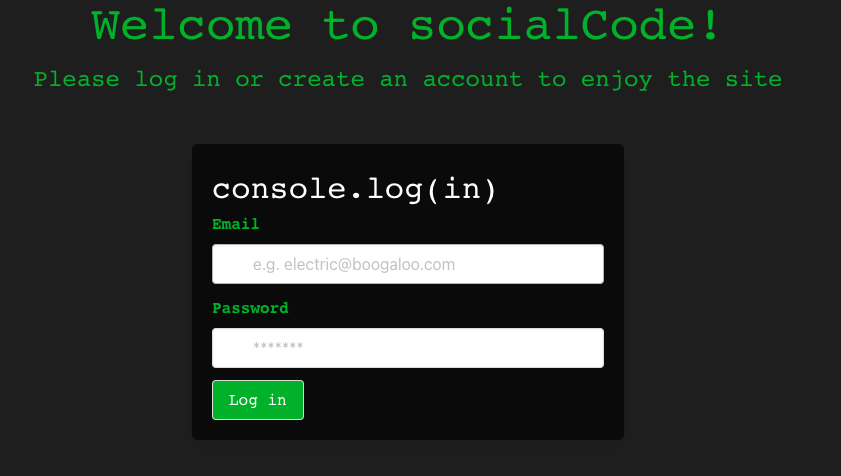 Welcome to socialCode!
Please log in or create an account to enjoy the site
console.log(in)
Email
e.g. electric@boogaloo.com
Password
*******
Log in